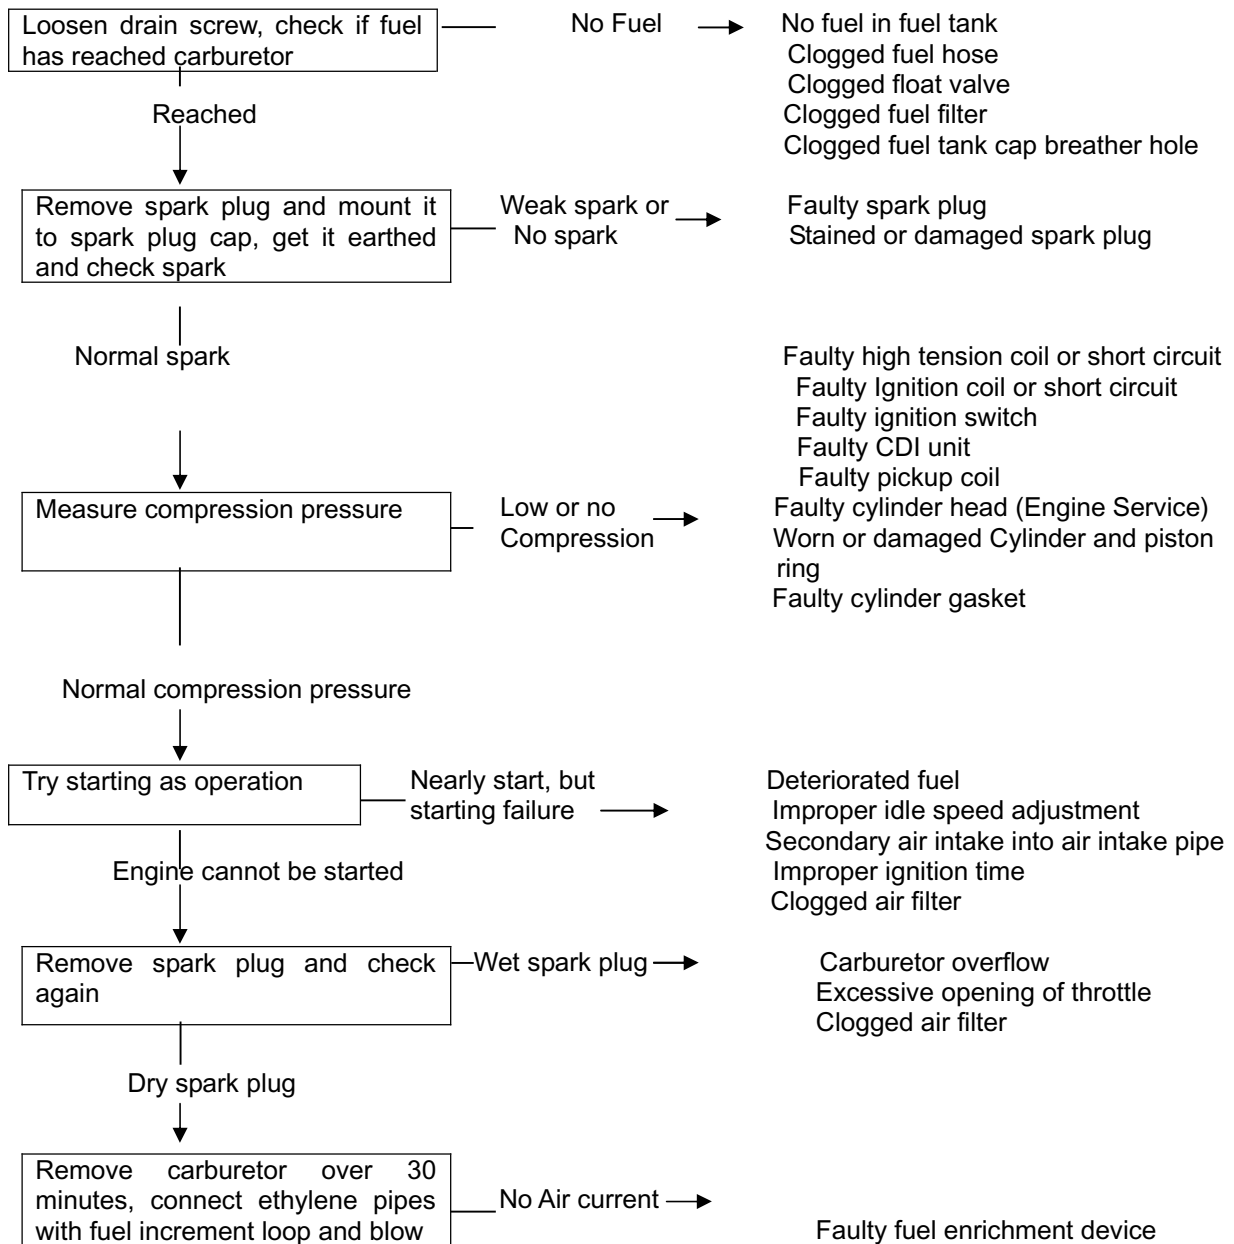 Loosen drain screw, check if fuel
has reached carburetor
No Fuel
No fuel in fuel tank
Clogged fuel hose
Clogged float valve
Clogged fuel filter
Clogged fuel tank cap breather hole
Reached
Remove spark plug and mount it
to spark plug cap, get it earthed
and check spark
Weak spark or
No spark
Faulty spark plug
Stained or damaged spark plug
Normal spark
Faulty high tension coil or short circuit
Faulty Ignition coil or short circuit
Faulty ignition switch
Faulty CDI unit
Faulty pickup coil
Measure compression pressure
Low or no
Compression
Faulty cylinder head (Engine Service)
Worn or damaged Cylinder and piston
ring
Faulty cylinder gasket
Normal compression pressure
Try starting as operation
Nearly start, but
starting failure
Deteriorated fuel
Improper idle speed adjustment
Secondary air intake into air intake pipe
Improper ignition time
Clogged air filter
Engine cannot be started
Remove spark plug and check
again
Wet spark plug
Carburetor overflow
Excessive opening of throttle
Clogged air filter
Dry spark plug
Remove carburetor over 30
minutes, connect ethylene pipes
with fuel increment loop and blow
No Air current
Faulty fuel enrichment device